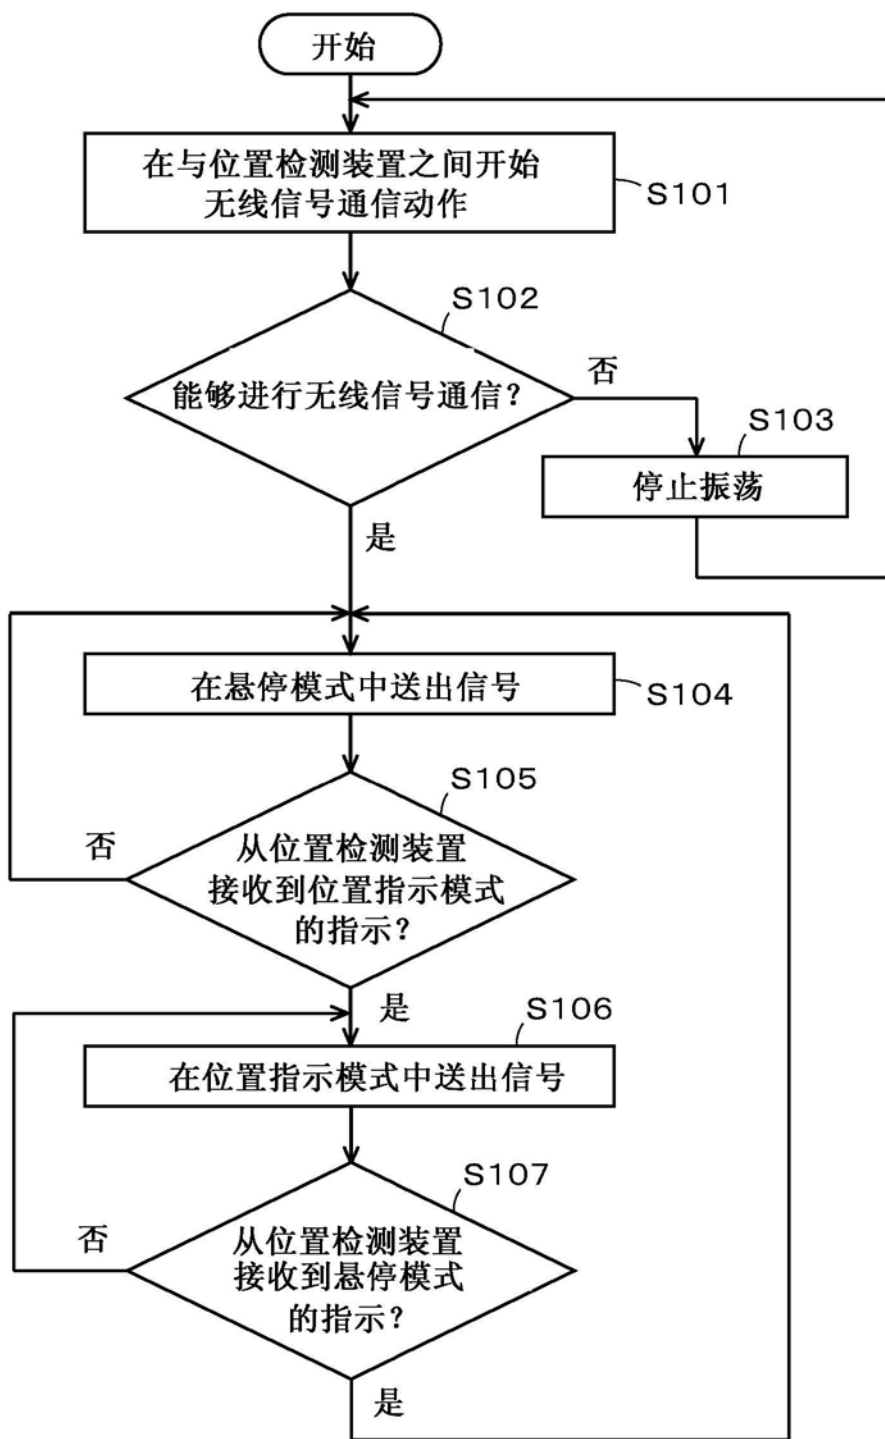 开始
在与位置检测装置之间开始
无线信号通信动作
S101
S102
能够进行无线信号通信?
否
S103
停止振荡
是
在悬停模式中送出信号
S104
S105
否
从位置检测装置
接收到位置指示模式
的指示?
是
S106
在位置指示模式中送出信号
S107
否
从位置检测装置
接收到悬停模式
的指示?
是